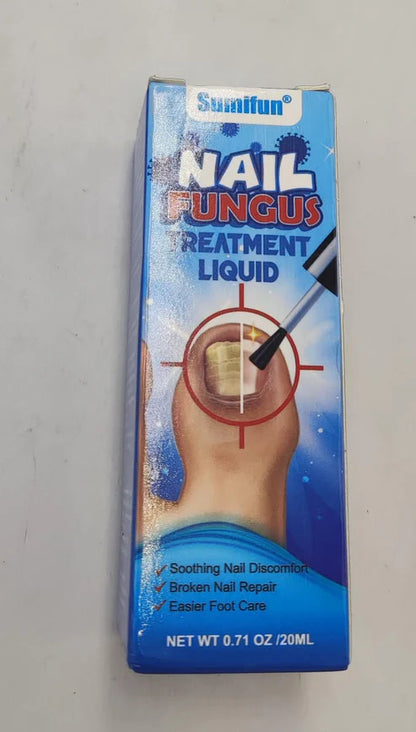 Sumifun®
NAIL
FUNGUS
TREATMENT
LIQUID
✓ Soothing Nail Discomfort
✓ Broken Nail Repair
✓ Easier Foot Care
NET WT 0.71 OZ /20ML